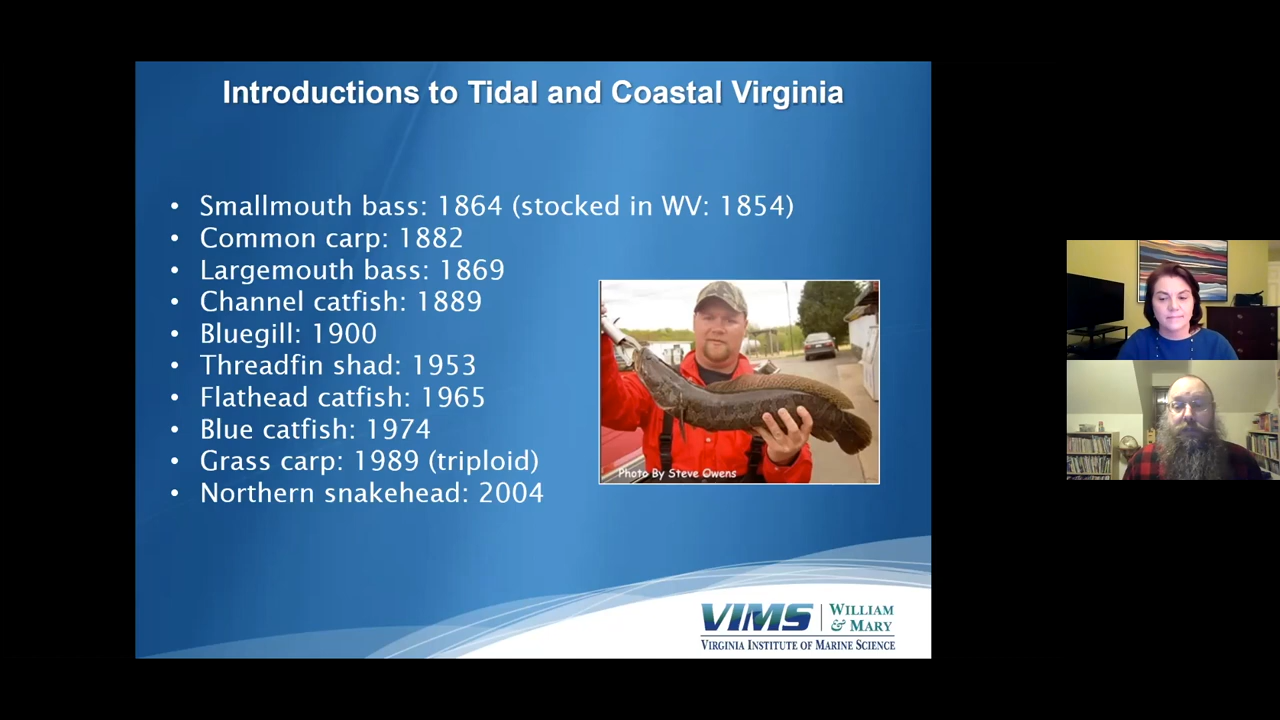 Introductions to Tidal and Coastal Virginia
• Smallmouth bass: 1864 (stocked in WV: 1854)
• Common carp: 1882
• Largemouth bass: 1869
• Channel catfish: 1889
• Bluegill: 1900
• Threadfin shad: 1953
• Flathead catfish: 1965
• Blue catfish: 1974
• Grass carp: 1989 (triploid)
• Northern snakehead: 2004
Photo By Steve Owens
VIMS
WILLIAM
& MARY
VIRGINIA INSTITUTE OF MARINE SCIENCE